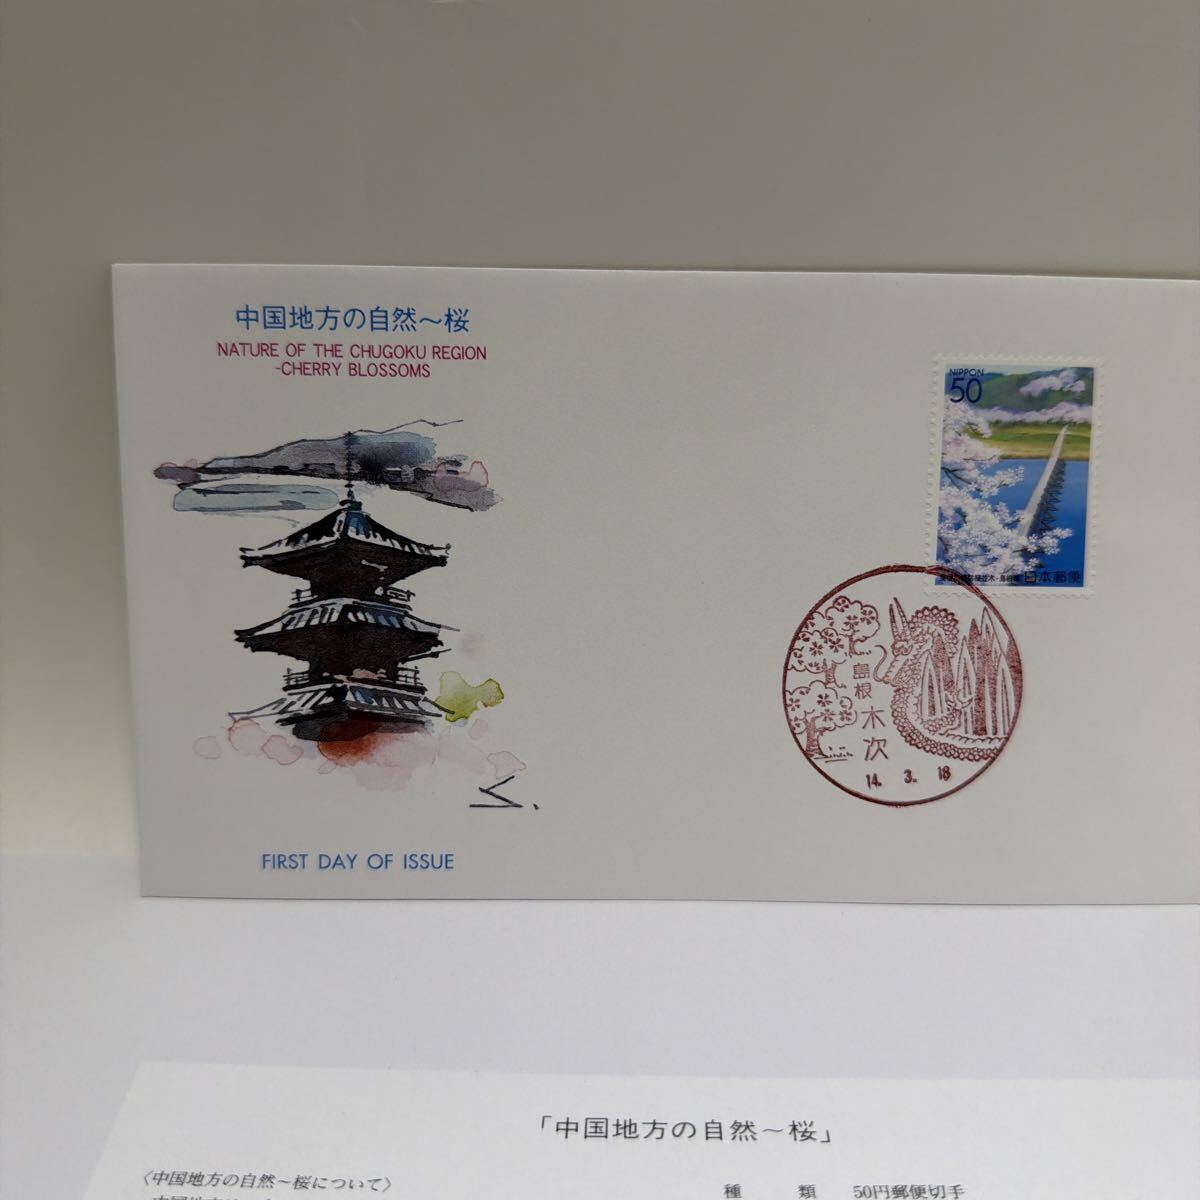 中国地方の自然～桜
NATURE OF THE CHUGOKU REGION
-CHERRY BLOSSOMS
NIPPON
50
日本郵便
島根
木次
14. 3. 18
FIRST DAY OF ISSUE
「中国地方の自然～桜」
〈中国地方の自然～桜について〉
種 類 50円郵便切手